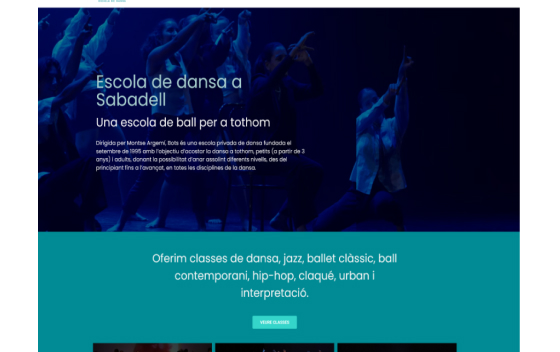 Escola de dansa a
Sabadell
Una escola de ball per a tothom
Dirigida per Montse Argemí, Bots és una escola privada de dansa fundada el
setembre de 1995 amb l'objectiu d'acostar la dansa a tothom, petits (a partir de 3
anys) i adults, donant la possibilitat d'anar assolint diferents nivells, des del
principiant fins a l'avançat, en totes les disciplines de la dansa.
Oferim classes de dansa, jazz, ballet clàssic, ball
contemporani, hip-hop, claqué, urban i
interpretació.
VEURE CLASSES